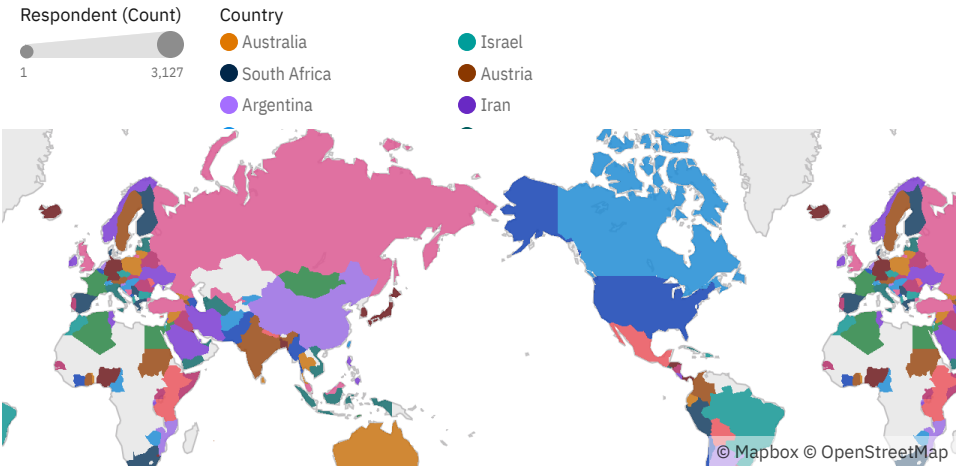 Respondent (Count)
1
3,127
Country
Australia
Israel
South Africa
Austria
Argentina
Iran
© Mapbox © OpenStreetMap